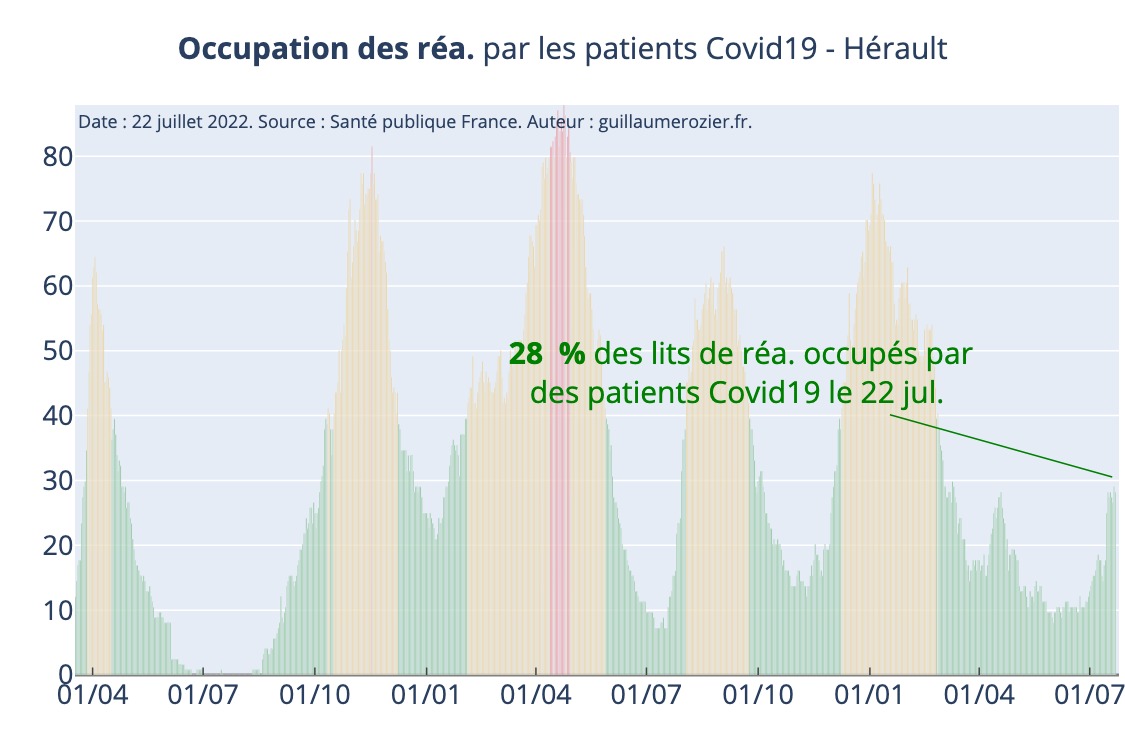 Occupation des réa. par les patients Covid19 - Hérault
Date : 22 juillet 2022. Source : Santé publique France. Auteur : guillaumerozier.fr.
80
70
60
50
28 % des lits de réa. occupés par
des patients Covid19 le 22 jul.
40
30
20
10
0
01/04 01/07 01/10 01/01 01/04 01/07 01/10 01/01 01/04 01/07